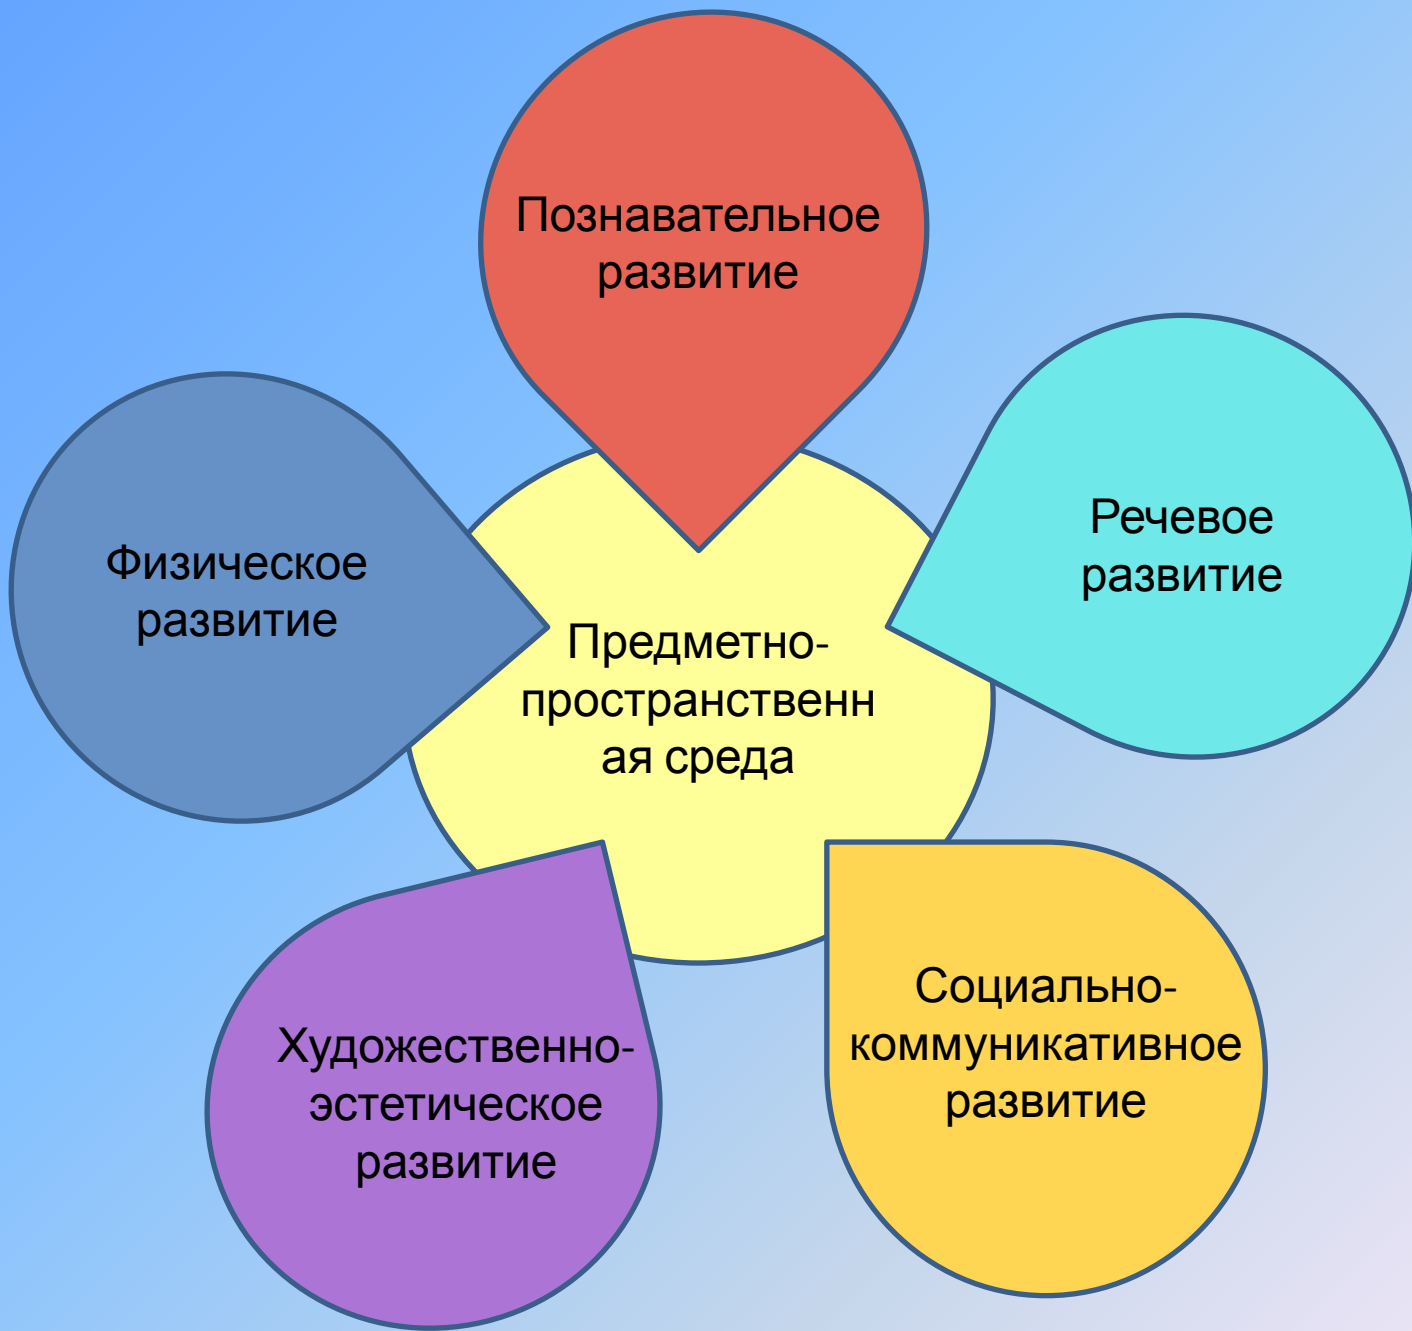 Познавательное
развитие
Речевое
развитие
Физическое
развитие
Предметно-
пространственн
ая среда
Социально-
коммуникативное
развитие
Художественно-
эстетическое
развитие